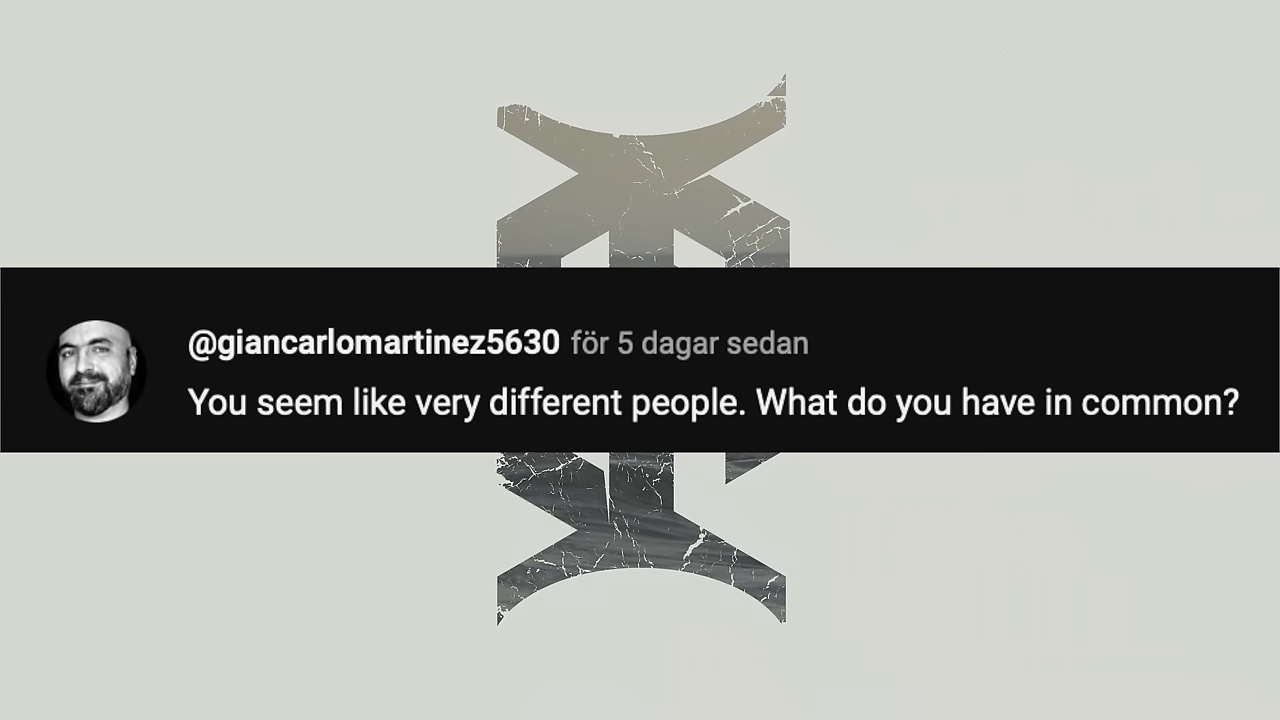 @giancarlomartinez5630 för 5 dagar sedan
You seem like very different people. What do you have in common?